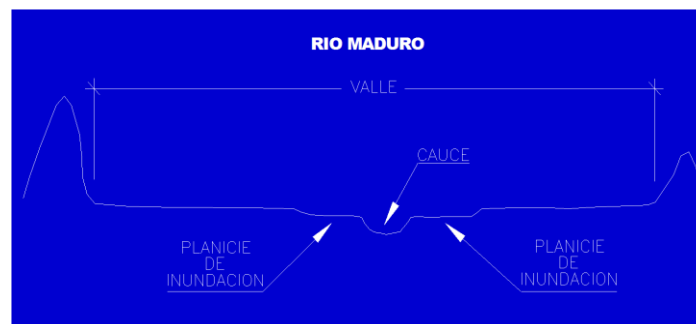 RIO MADURO
VALLE
CAUCE
PLANICIE
DE
INUNDACION
PLANICIE
DE
INUNDACION